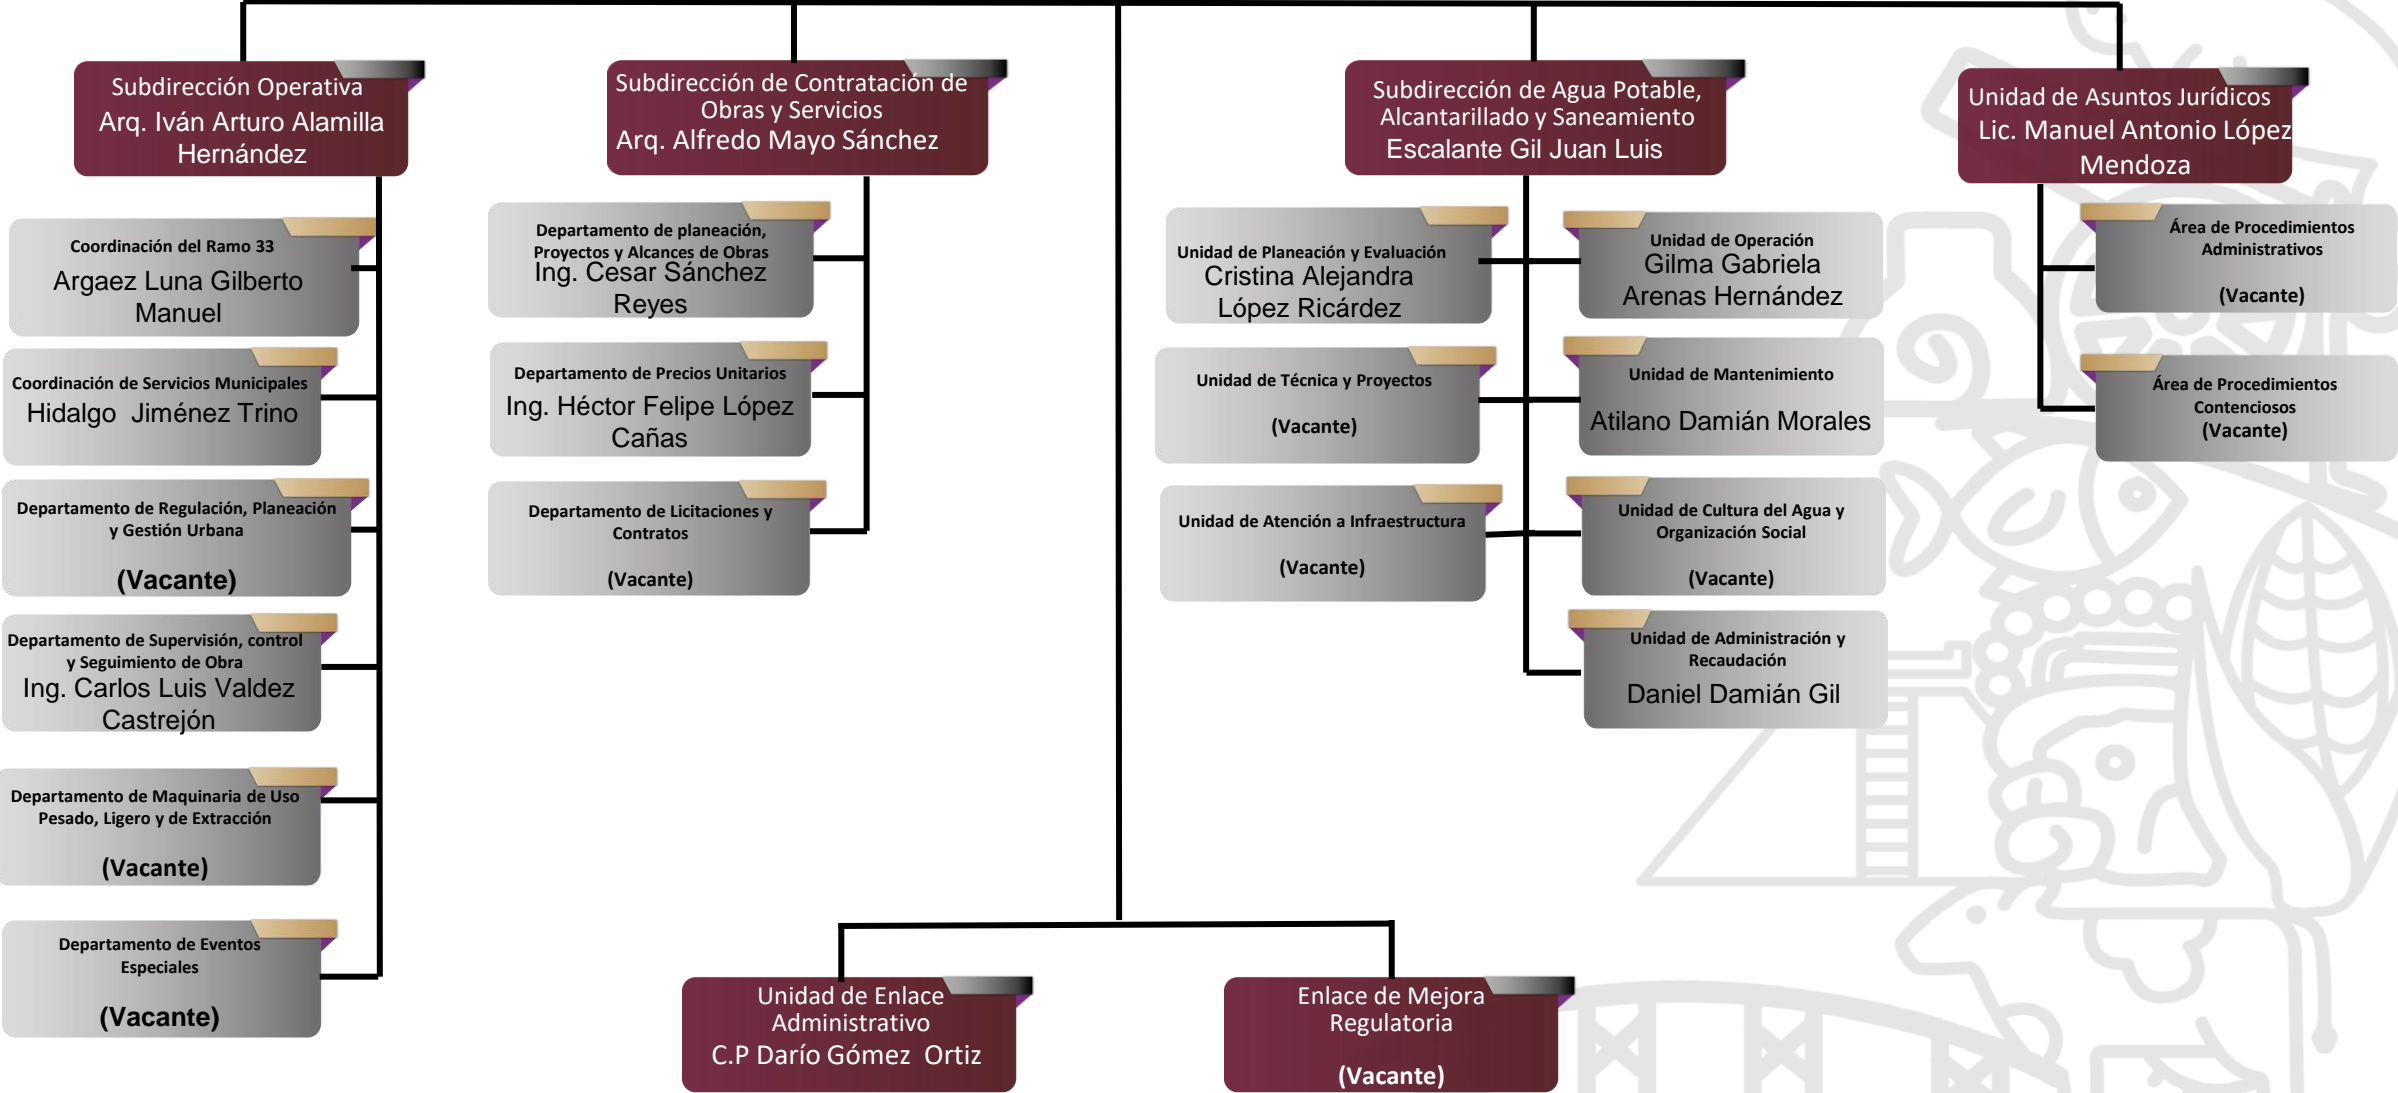 Subdirección Operativa
Arq. Iván Arturo Alamilla
Hernández
Subdirección de Contratación de
Obras y Servicios
Arq. Alfredo Mayo Sánchez
Subdirección de Agua Potable,
Alcantarillado y Saneamiento
Escalante Gil Juan Luis
Unidad de Asuntos Jurídicos
Lic. Manuel Antonio López
Mendoza
Coordinación del Ramo 33
Argaez Luna Gilberto
Manuel
Coordinación de Servicios Municipales
Hidalgo  Jiménez Trino
Departamento de Regulación, Planeación
y Gestión Urbana
(Vacante)
Departamento de Supervisión, control
y Seguimiento de Obra
Ing. Carlos Luis Valdez
Castrejón
Departamento de Maquinaria de Uso
Pesado, Ligero y de Extracción
(Vacante)
Departamento de Eventos
Especiales
(Vacante)
Departamento de planeación,
Proyectos y Alcances de Obras
Ing. Cesar Sánchez
Reyes
Departamento de Precios Unitarios
Ing. Héctor Felipe López
Cañas
Departamento de Licitaciones y
Contratos
(Vacante)
Unidad de Planeación y Evaluación
Cristina Alejandra
López Ricárdez
Unidad de Técnica y Proyectos
(Vacante)
Unidad de Atención a Infraestructura
(Vacante)
Unidad de Operación
Gilma Gabriela
Arenas Hernández
Unidad de Mantenimiento
Atilano Damián Morales
Unidad de Cultura del Agua y
Organización Social
(Vacante)
Unidad de Administración y
Recaudación
Daniel Damián Gil
Área de Procedimientos
Administrativos
(Vacante)
Área de Procedimientos
Contenciosos
(Vacante)
Unidad de Enlace
Administrativo
C.P Darío Gómez  Ortiz
Enlace de Mejora
Regulatoria
(Vacante)